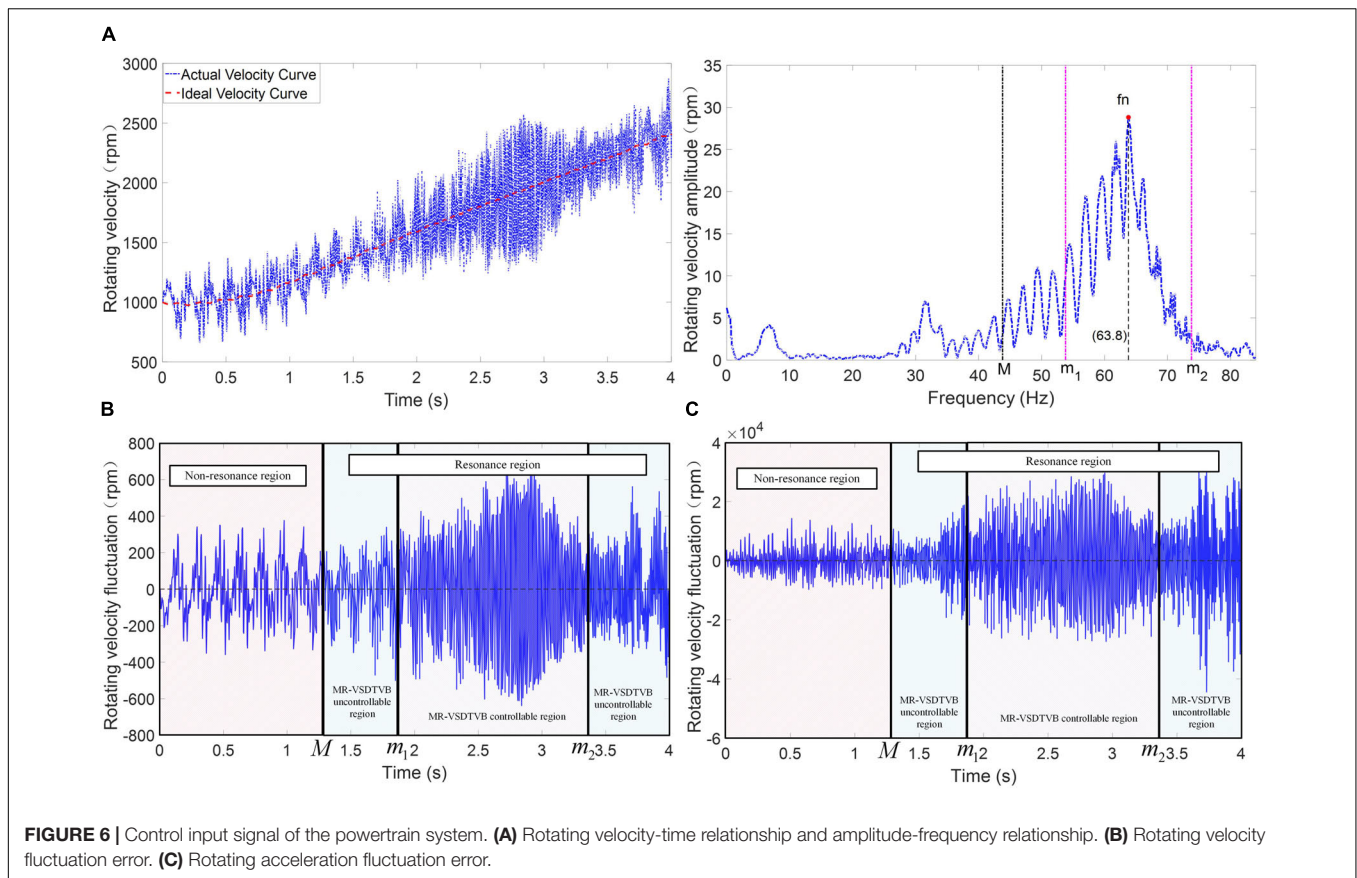 A
Actual Velocity Curve
Ideal Velocity Curve
Rotating velocity（rpm）
3000
2500
2000
1500
1000
500
0 0.5 1 1.5 2 2.5 3 3.5 4
Time (s)
Rotating velocity amplitude（rpm）
35
30
25
20
15
10
5
0
fn
(63.8)
0 10 20 30 M 50 m1 60 70 m2 80
Frequency (Hz)
B
Rotating velocity fluctuation（rpm）
800
600
400
200
0
-200
-400
-600
-800
Non-resonance region
Resonance region
MR-VSDTVB uncontrollable region
MR-VSDTVB controllable region
MR-VSDTVB uncontrollable region
0 0.5 1 M 1.5 m1 2 2.5 3 m2 3.5 4
Time (s)
C
×10^4
Rotating velocity fluctuation（rpm）
4
2
0
-2
-4
-6
Non-resonance region
Resonance region
MR-VSDTVB uncontrollable region
MR-VSDTVB controllable region
MR-VSDTVB uncontrollable region
0 0.5 1 M 1.5 m1 2 2.5 3 m2 3.5 4
Time (s)
FIGURE 6 | Control input signal of the powertrain system. (A) Rotating velocity-time relationship and amplitude-frequency relationship. (B) Rotating velocity
fluctuation error. (C) Rotating acceleration fluctuation error.